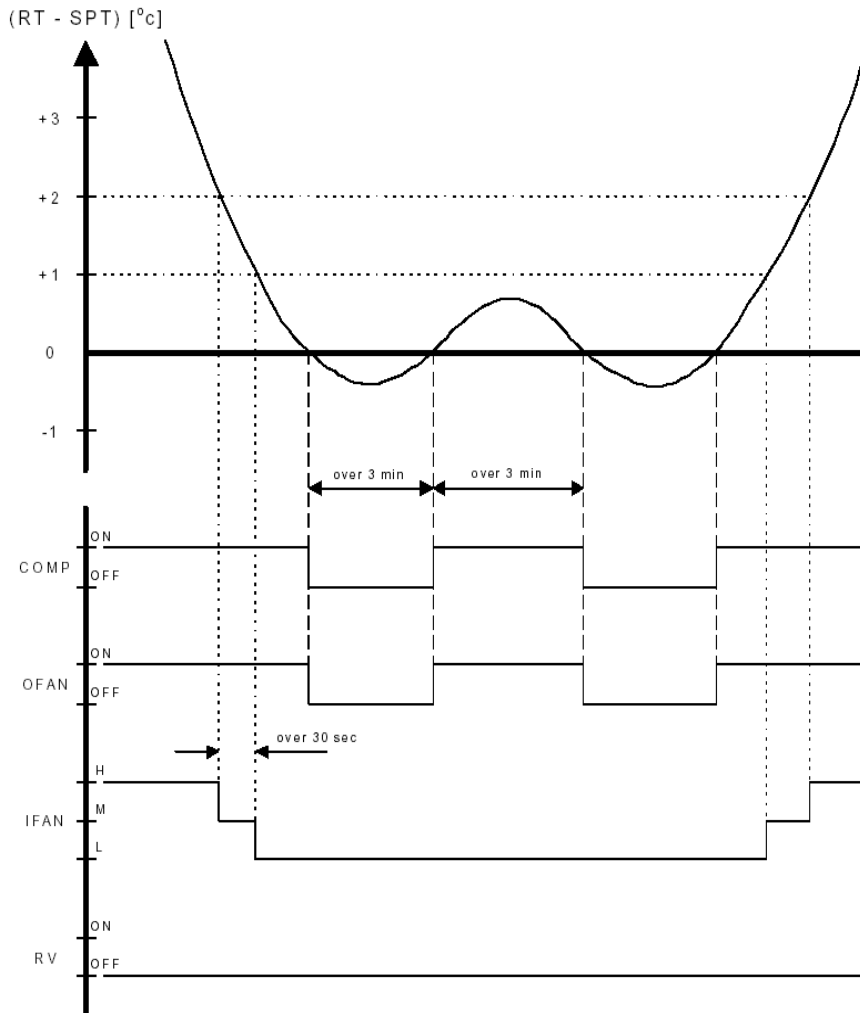 (RT - SPT) [°c]
+3
+2
+1
0
-1
over 3 min
over 3 min
ON
COMP
OFF
ON
OFAN
OFF
over 30 sec
H
M
IFAN
L
ON
RV
OFF